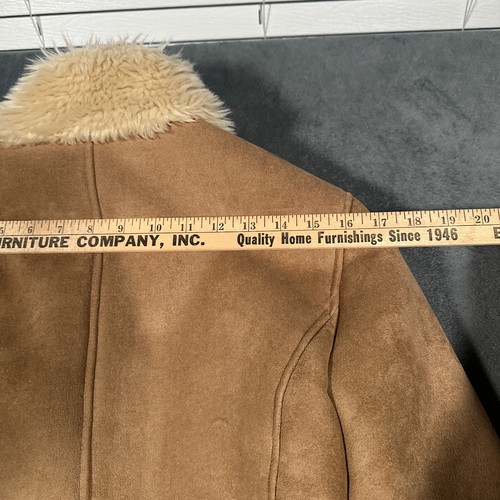 5 6 7 8 9 10 11 12 13 14 15 16 17 18 19 20
URNITURE COMPANY, INC. Quality Home Furnishings Since 1946 E